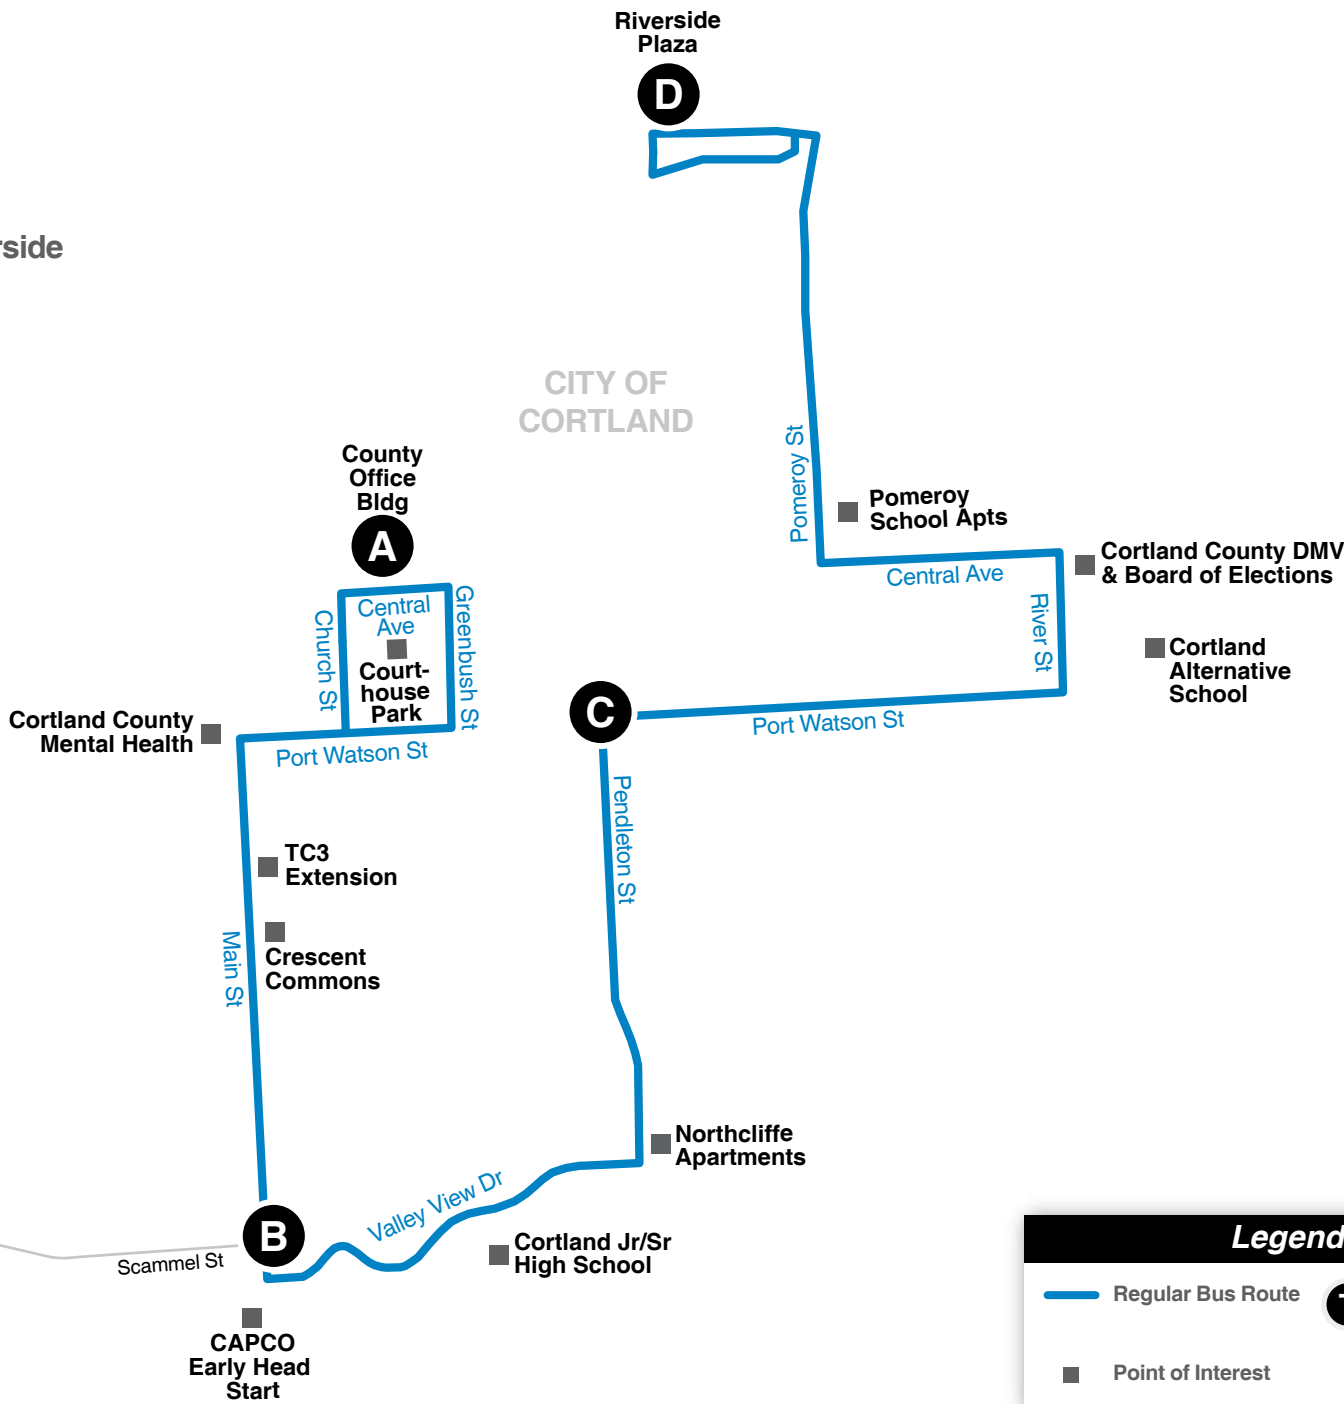 Riverside
Plaza
D
rside
CITY OF
CORTLAND
County
Office
Bldg
A
Pomeroy St
Pomeroy
School Apts
Central Ave
Cortland County DMV
& Board of Elections
River St
Cortland
Alternative
School
Central
Ave
Church St
Greenbush St
Court-
house
Park
C
Port Watson St
Cortland County
Mental Health
Port Watson St
Pendleton St
TC3
Extension
Main St
Crescent
Commons
Northcliffe
Apartments
Valley View Dr
B
Scammel St
Cortland Jr/Sr
High School
CAPCO
Early Head
Start
Legend
Regular Bus Route
Point of Interest